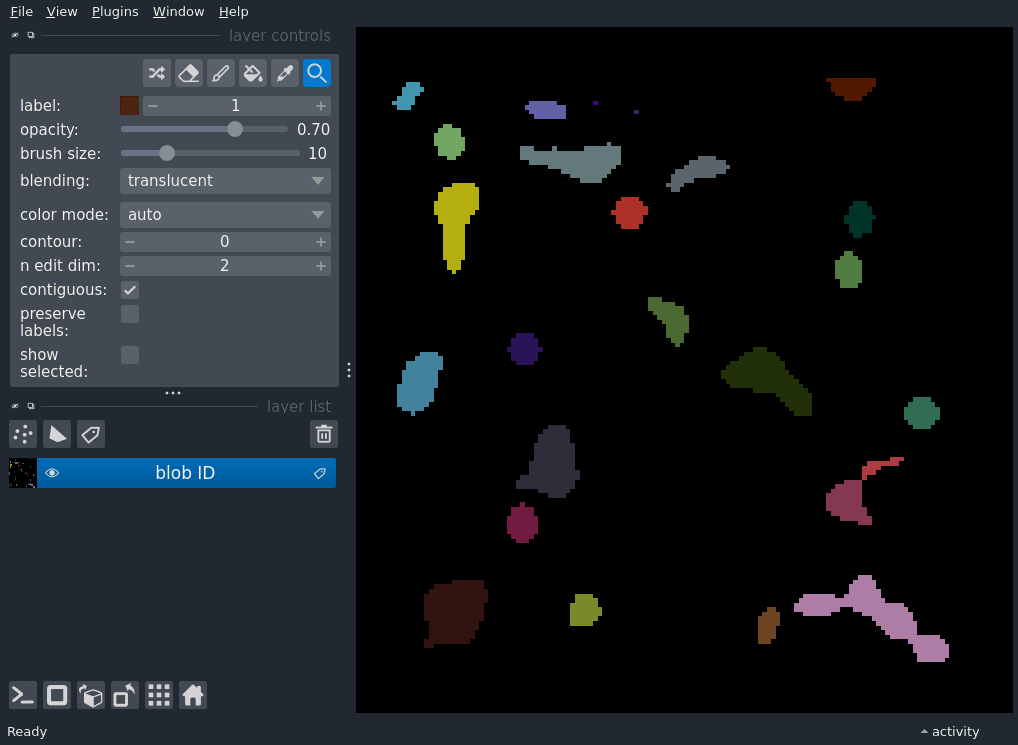 File View Plugins Window Help
layer controls
label: 1
opacity: 0.70
brush size: 10
blending: translucent
color mode: auto
contour: 0
n edit dim: 2
contiguous:
preserve
labels:
show
selected:
layer list
blob ID
Ready
activity